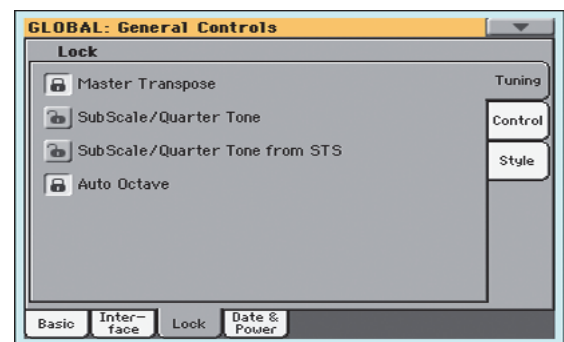 GLOBAL: General Controls
Lock
Master Transpose
SubScale/Quarter Tone
SubScale/Quarter Tone from STS
Auto Octave
Tuning
Control
Style
Basic
Inter-
face
Lock
Date &
Power